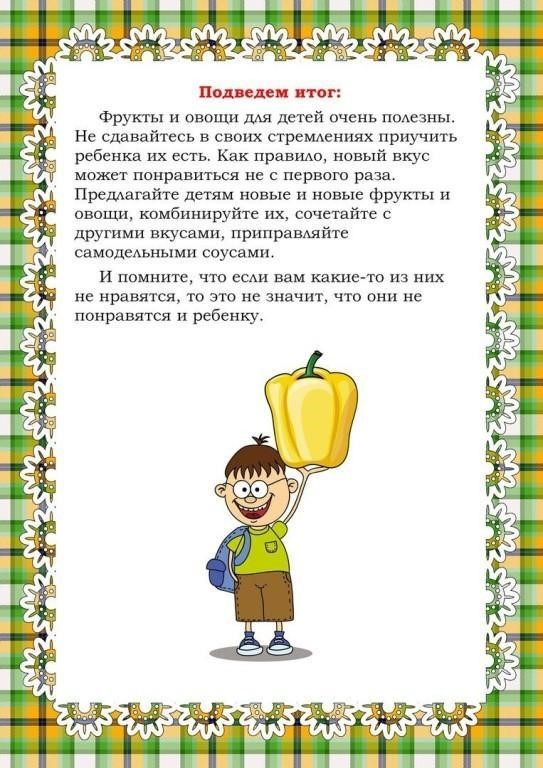 Подведем итог:
Фрукты и овощи для детей очень полезны.
Не сдавайтесь в своих стремлениях приучить
ребенка их есть. Как правило, новый вкус
может понравиться не с первого раза.
Предлагайте детям новые и новые фрукты и
овощи, комбинируйте их, сочетайте с
другими вкусами, приправляйте
самодельными соусами.
И помните, что если вам какие-то из них
не нравятся, то это не значит, что они не
понравятся и ребенку.